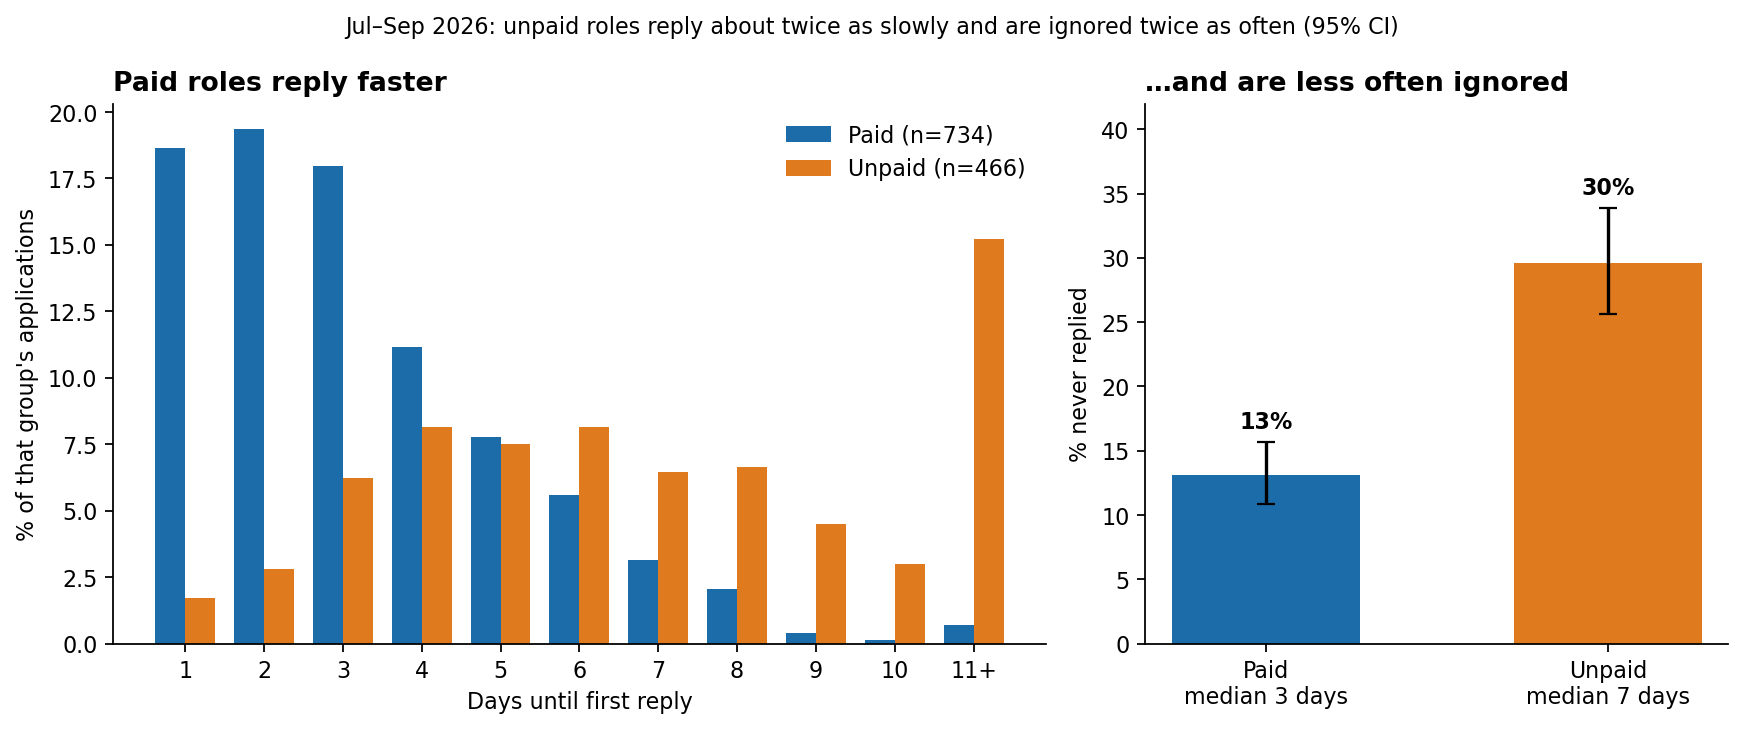 Jul–Sep 2026: unpaid roles reply about twice as slowly and are ignored twice as often (95% CI)
Paid roles reply faster
% of that group's applications
20.0
17.5
15.0
12.5
10.0
7.5
5.0
2.5
0.0
Paid (n=734)
Unpaid (n=466)
1 2 3 4 5 6 7 8 9 10 11+
Days until first reply
…and are less often ignored
% never replied
40
35
30
25
20
15
10
5
0
13%
30%
Paid
median 3 days
Unpaid
median 7 days